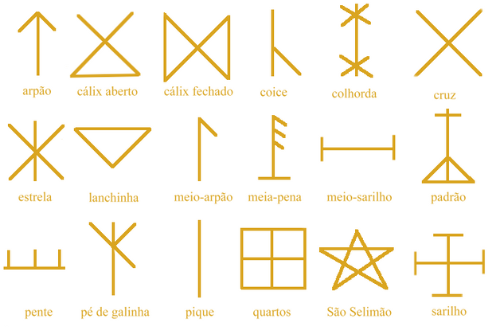 arpão cálix aberto cálix fechado coice colhorda cruz
estrela lanchinha meio-arpão meia-pena meio-sarilho padrão
pente pé de galinha pique quartos São Selimão sarilho